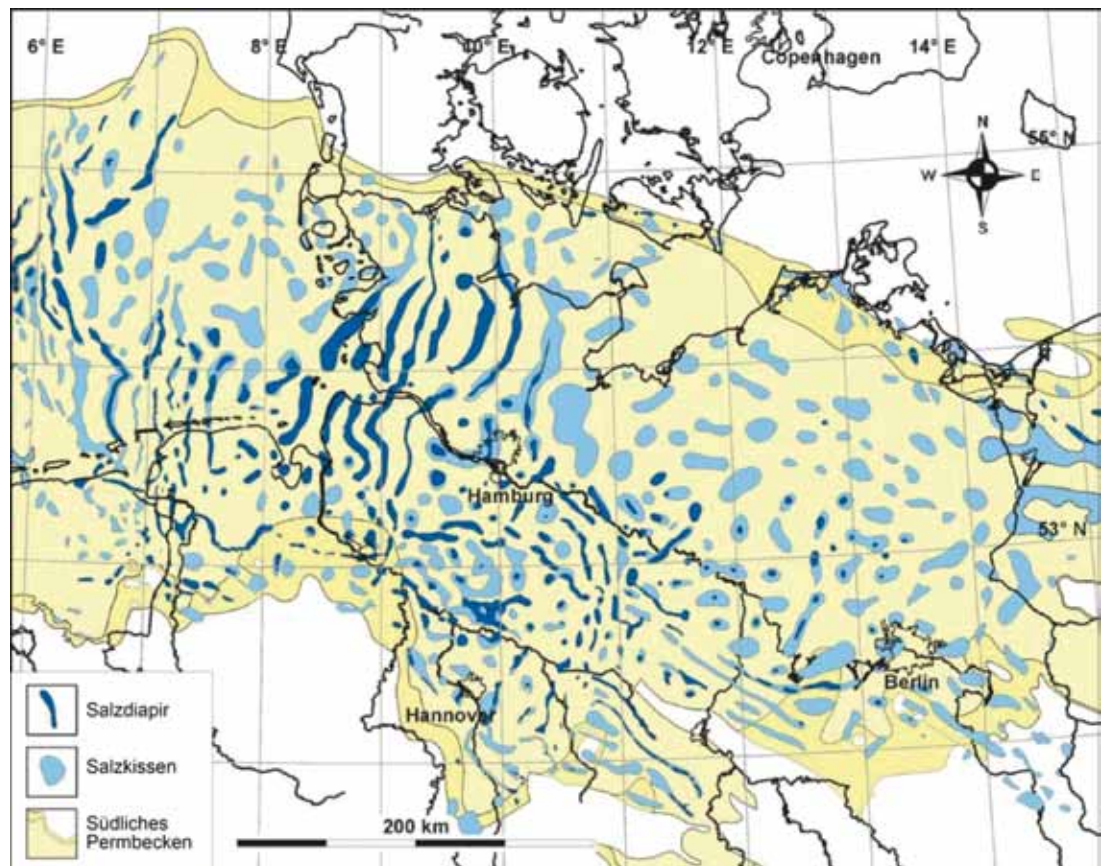 6° E
8° E
10° E
12° E
14° E
Copenhagen
55° N
N
W
E
S
Hamburg
53° N
Berlin
Hannover
Salzdiapir
Salzkissen
Südliches
Permbecken
200 km